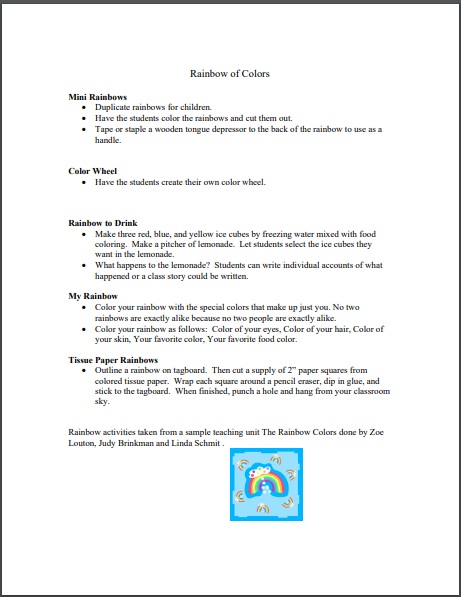 Rainbow of Colors
Mini Rainbows
• Duplicate rainbows for children.
• Have the students color the rainbows and cut them out.
• Tape or staple a wooden tongue depressor to the back of the rainbow to use as a
handle.
Color Wheel
• Have the students create their own color wheel.
Rainbow to Drink
• Make three red, blue, and yellow ice cubes by freezing water mixed with food
coloring. Make a pitcher of lemonade. Let students select the ice cubes they
want in the lemonade.
• What happens to the lemonade? Students can write individual accounts of what
happened or a class story could be written.
My Rainbow
• Color your rainbow with the special colors that make up just you. No two
rainbows are exactly alike because no two people are exactly alike.
• Color your rainbow as follows: Color of your eyes, Color of your hair, Color of
your skin, Your favorite color, Your favorite food color.
Tissue Paper Rainbows
• Outline a rainbow on tagboard. Then cut a supply of 2” paper squares from
colored tissue paper. Wrap each square around a pencil eraser, dip in glue, and
stick to the tagboard. When finished, punch a hole and hang from your classroom
sky.
Rainbow activities taken from a sample teaching unit The Rainbow Colors done by Zoe
Louton, Judy Brinkman and Linda Schmit .